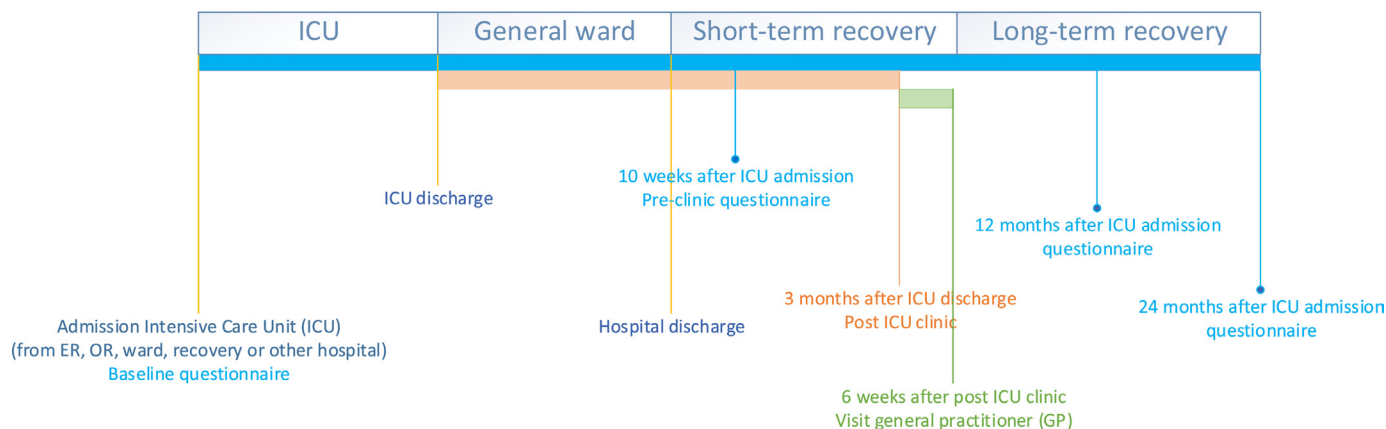 ICU
General ward
Short-term recovery
Long-term recovery
ICU discharge
10 weeks after ICU admission
Pre-clinic questionnaire
12 months after ICU admission
questionnaire
3 months after ICU discharge
Post ICU clinic
24 months after ICU admission
questionnaire
Admission Intensive Care Unit (ICU)
(from ER, OR, ward, recovery or other hospital)
Baseline questionnaire
Hospital discharge
6 weeks after post ICU clinic
Visit general practitioner (GP)